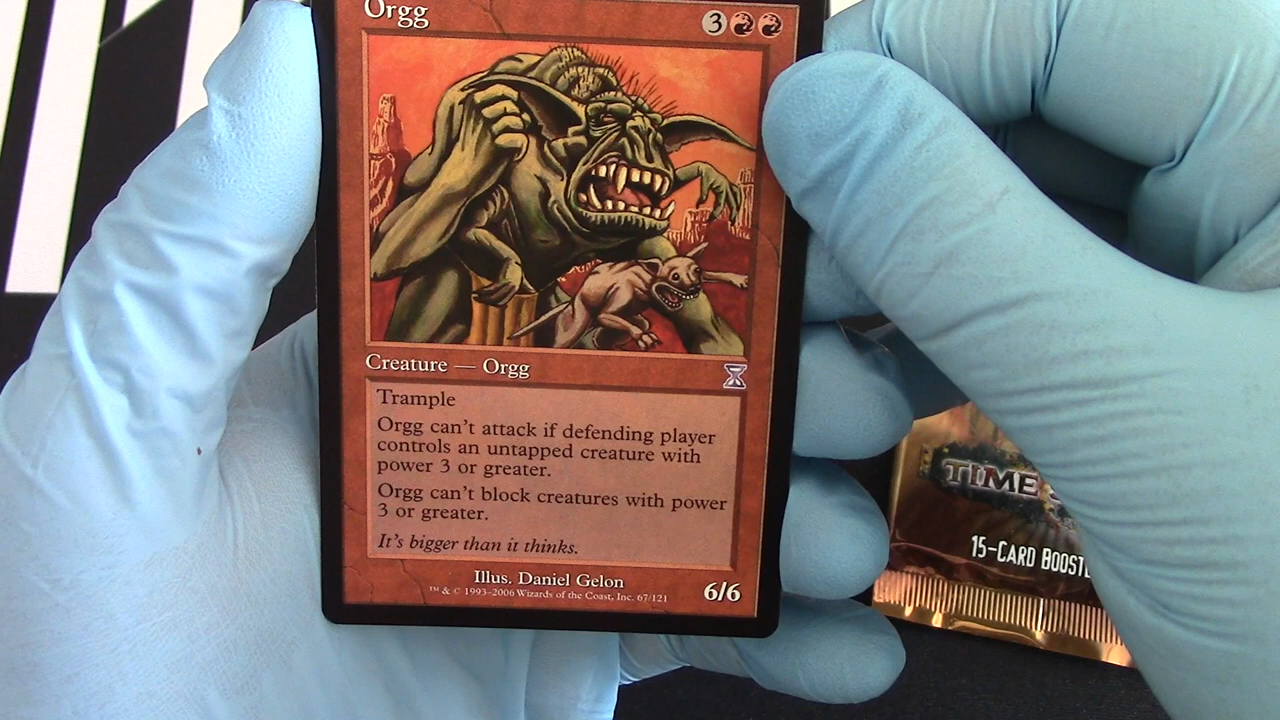 Orgg 3
Creature — Orgg
Trample
Orgg can't attack if defending player
controls an untapped creature with
power 3 or greater.
Orgg can't block creatures with power
3 or greater.
It's bigger than it thinks.
Illus. Daniel Gelon
™ & © 1993–2006 Wizards of the Coast, Inc. 67/121
6/6
TIME
15-CARD BOOST